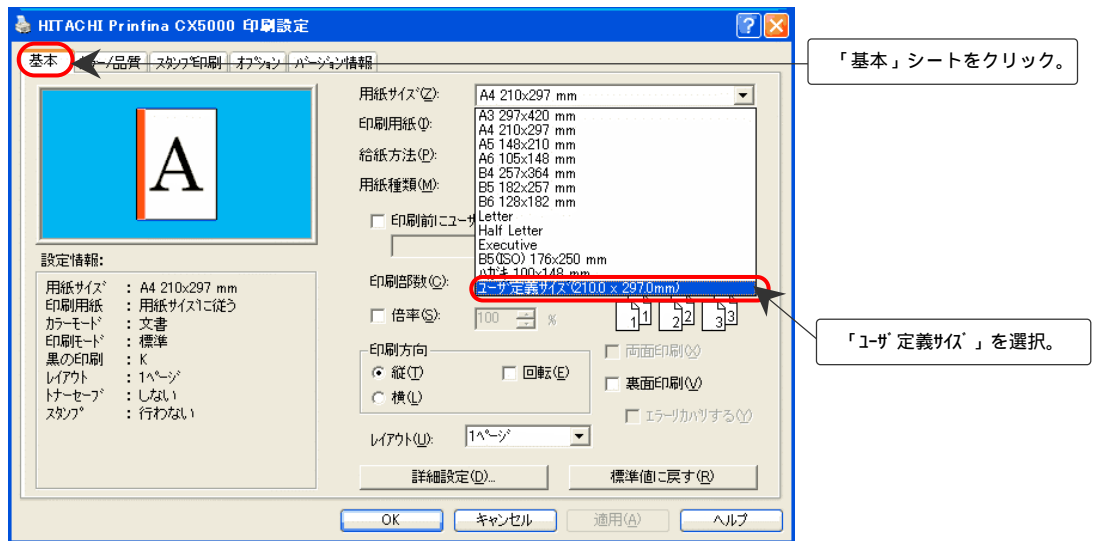 HITACHI Prinfina CX5000 印刷設定
基本 ﾗｰ/品質 ｽﾀﾝﾌﾟ印刷 ｵﾌﾟｼｮﾝ ﾊﾞｰｼﾞｮﾝ情報
「基本」シートをクリック。
A
設定情報:
用紙ｻｲｽﾞ : A4 210x297 mm
印刷用紙 : 用紙ｻｲｽﾞに従う
ｶﾗｰﾓｰﾄﾞ : 文書
印刷ﾓｰﾄﾞ : 標準
黒の印刷 : K
ﾚｲｱｳﾄ : 1ﾍﾟｰｼﾞ
ﾄﾅｰｾｰﾌﾞ : しない
ｽﾀﾝﾌﾟ : 行わない
用紙ｻｲｽﾞ(Z): A4 210x297 mm
印刷用紙(I):
給紙方法(P):
用紙種類(M):
A3 297x420 mm
A4 210x297 mm
A5 148x210 mm
A6 105x148 mm
B4 257x364 mm
B5 182x257 mm
B6 128x182 mm
Letter
Half Letter
Executive
B5(ISO) 176x250 mm
ﾊｶﾞｷ 100x148 mm
ﾕｰｻﾞ定義ｻｲｽﾞ(210.0 x 297.0mm)
印刷前にﾕｰｻﾞ
印刷部数(C):
倍率(S): 100 %
1 1 2 2 3 3
「ﾕｰｻﾞ定義ｻｲｽﾞ」を選択。
印刷方向
縦(T) 回転(E)
横(L)
両面印刷(X)
裏面印刷(V)
ｴﾗｰﾘｶﾊﾞﾘする(Y)
ﾚｲｱｳﾄ(U): 1ﾍﾟｰｼﾞ
詳細設定(D)... 標準値に戻す(R)
OK キャンセル 適用(A) ヘルプ